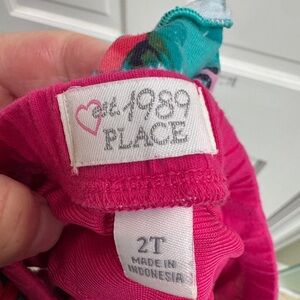 est. 1989
PLACE
2T
MADE IN
INDONESIA